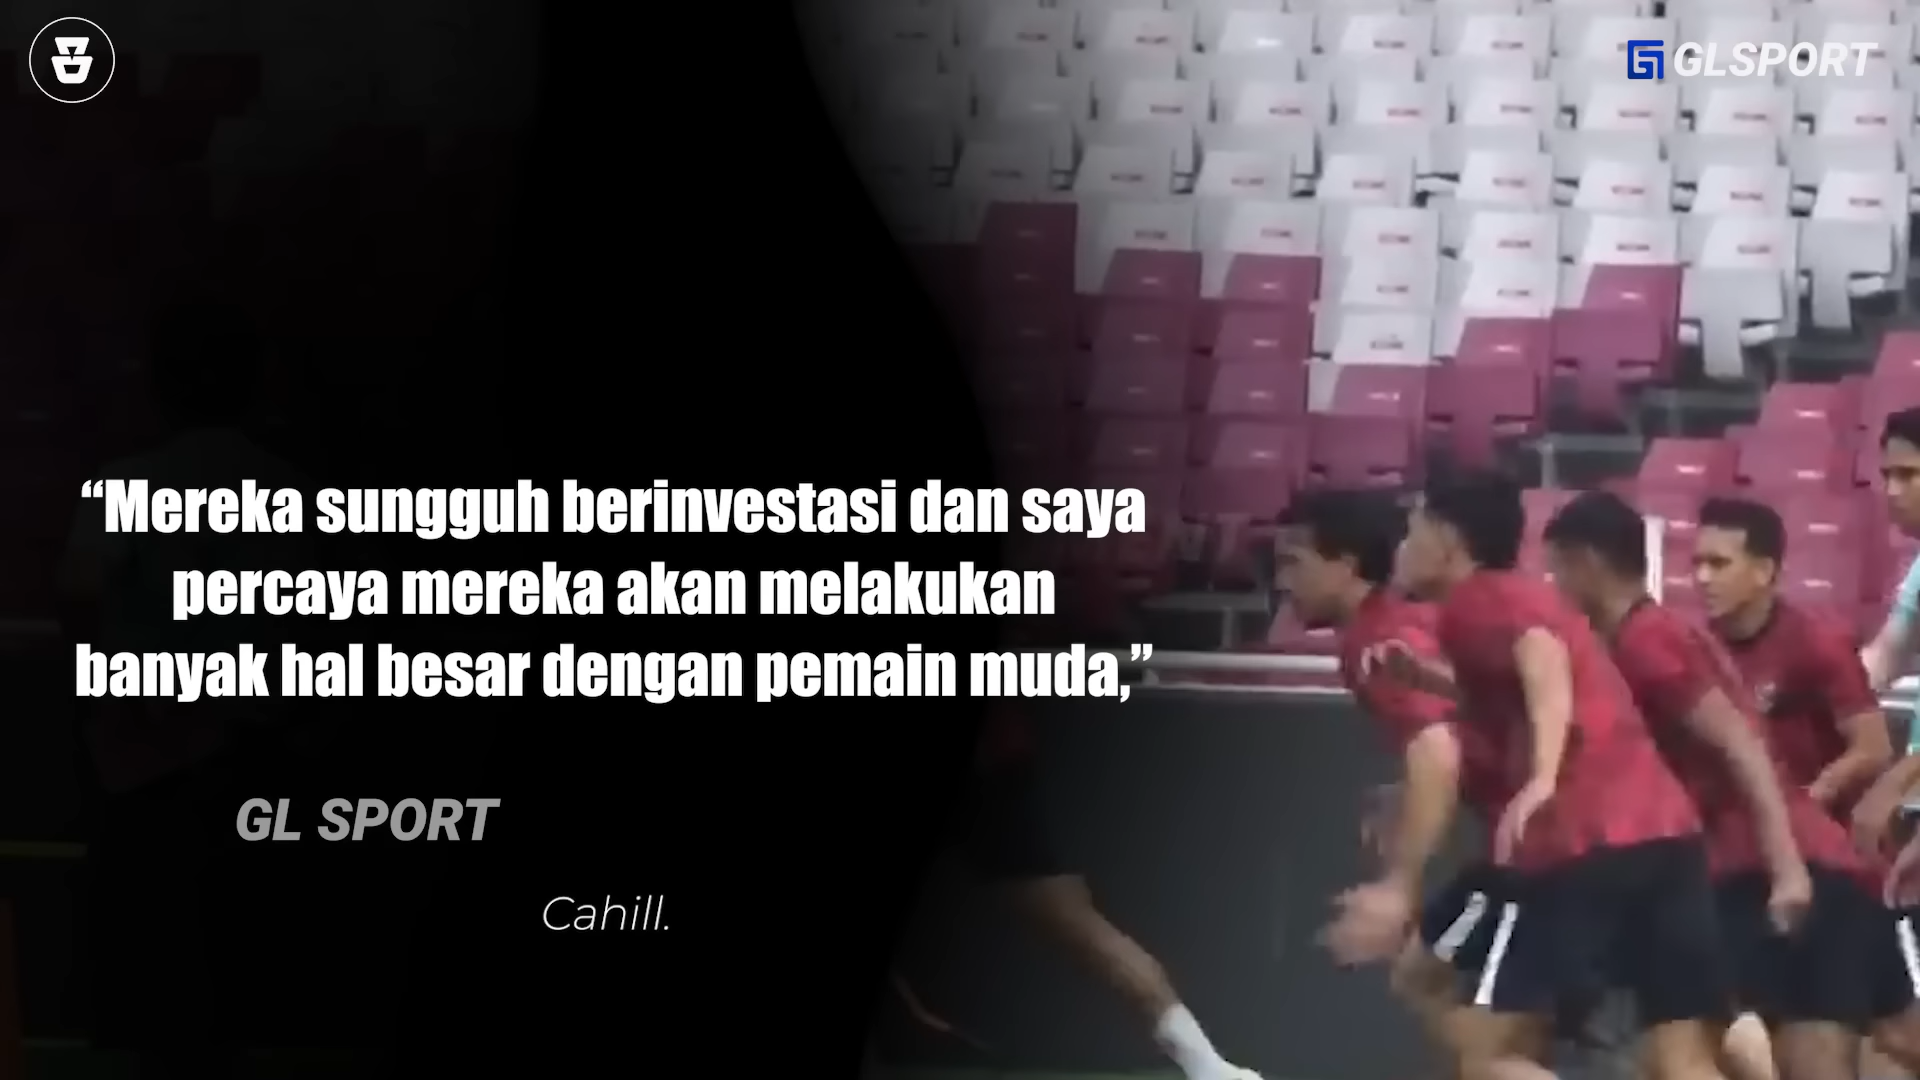 GLSPORT
“Mereka sungguh berinvestasi dan saya
percaya mereka akan melakukan
banyak hal besar dengan pemain muda,”
GL SPORT
Cahill.